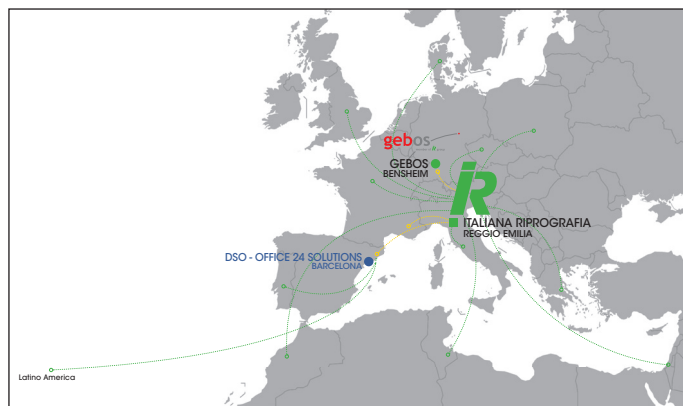 gebos
GEBOS
BENSHEIM
iR
ITALIANA RIPROGRAFIA
REGGIO EMILIA
DSO - OFFICE 24 SOLUTIONS
BARCELONA
Latino America